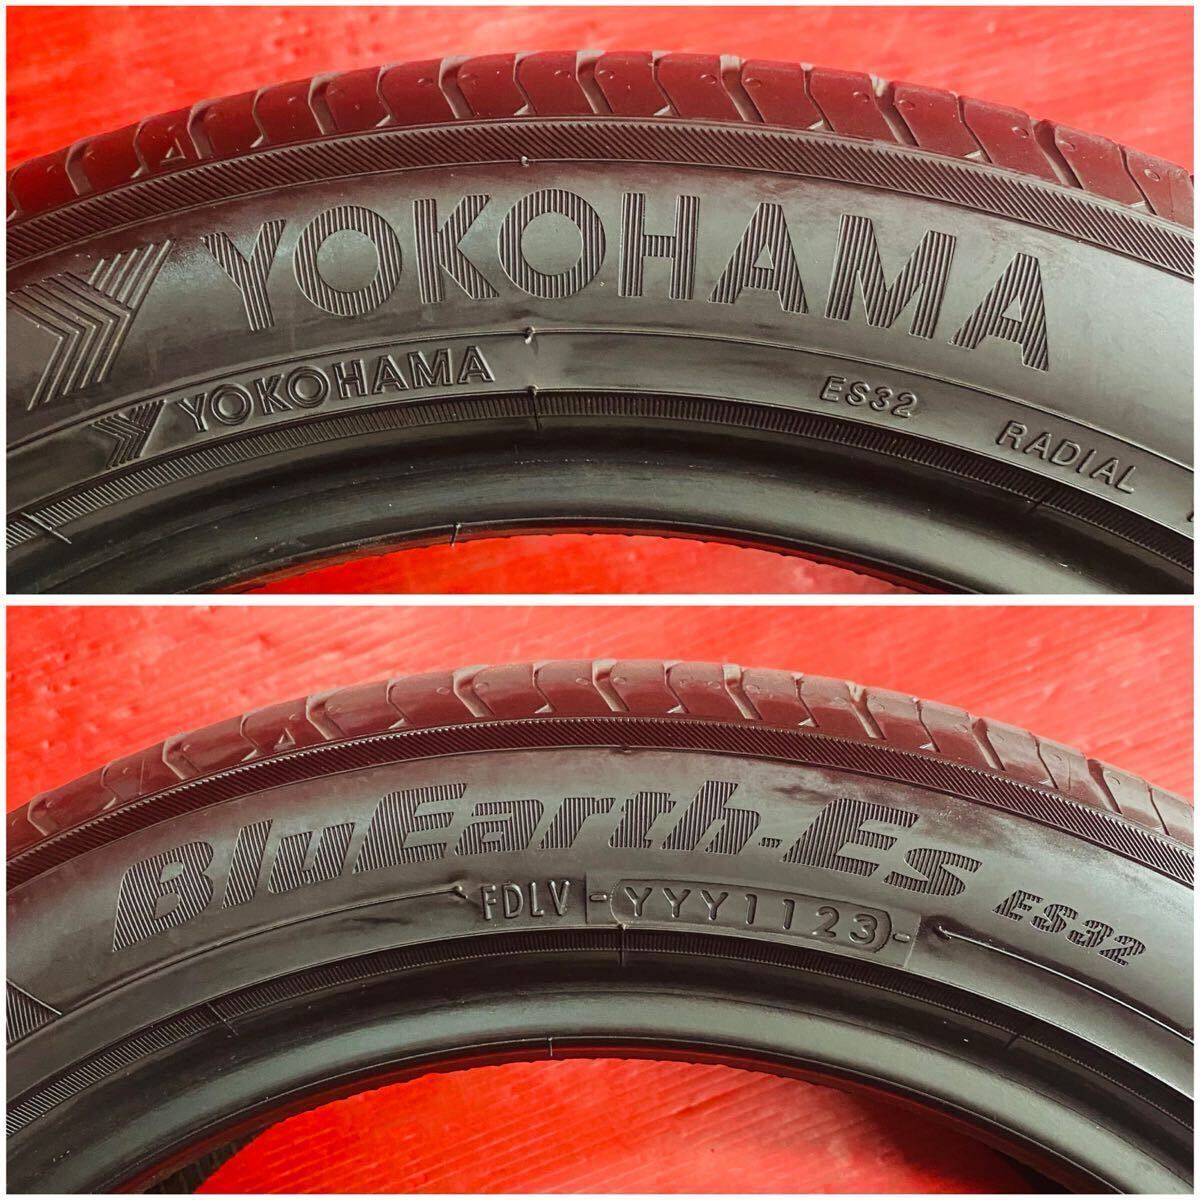 YOKOHAMA
YOKOHAMA
ES32
RADIAL
BluEarth-Es ES32
FDLV YYY1123